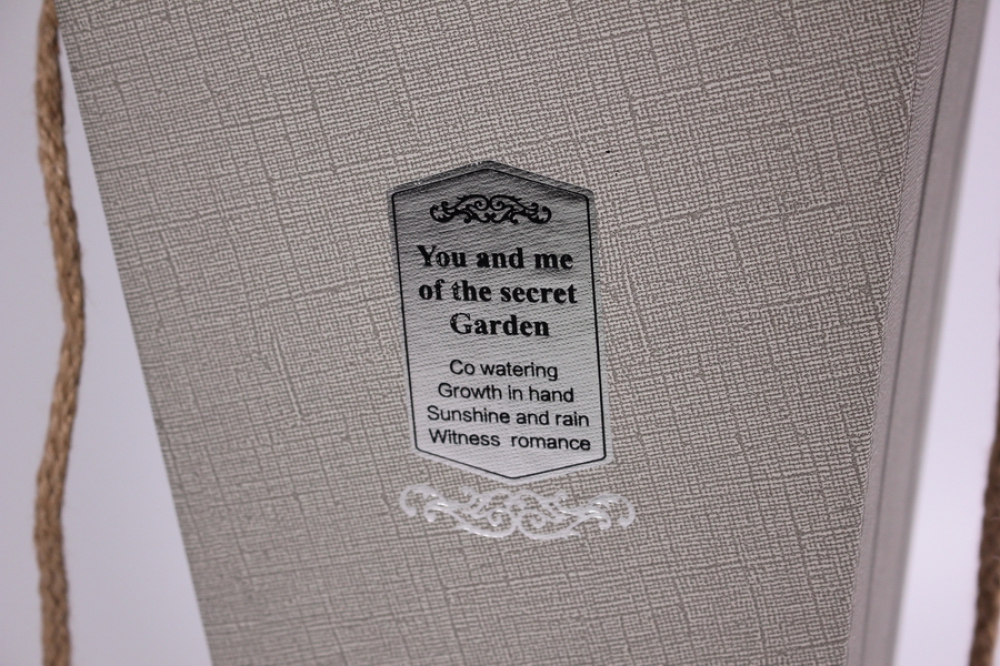 You and me
of the secret
Garden
Co watering
Growth in hand
Sunshine and rain
Witness romance